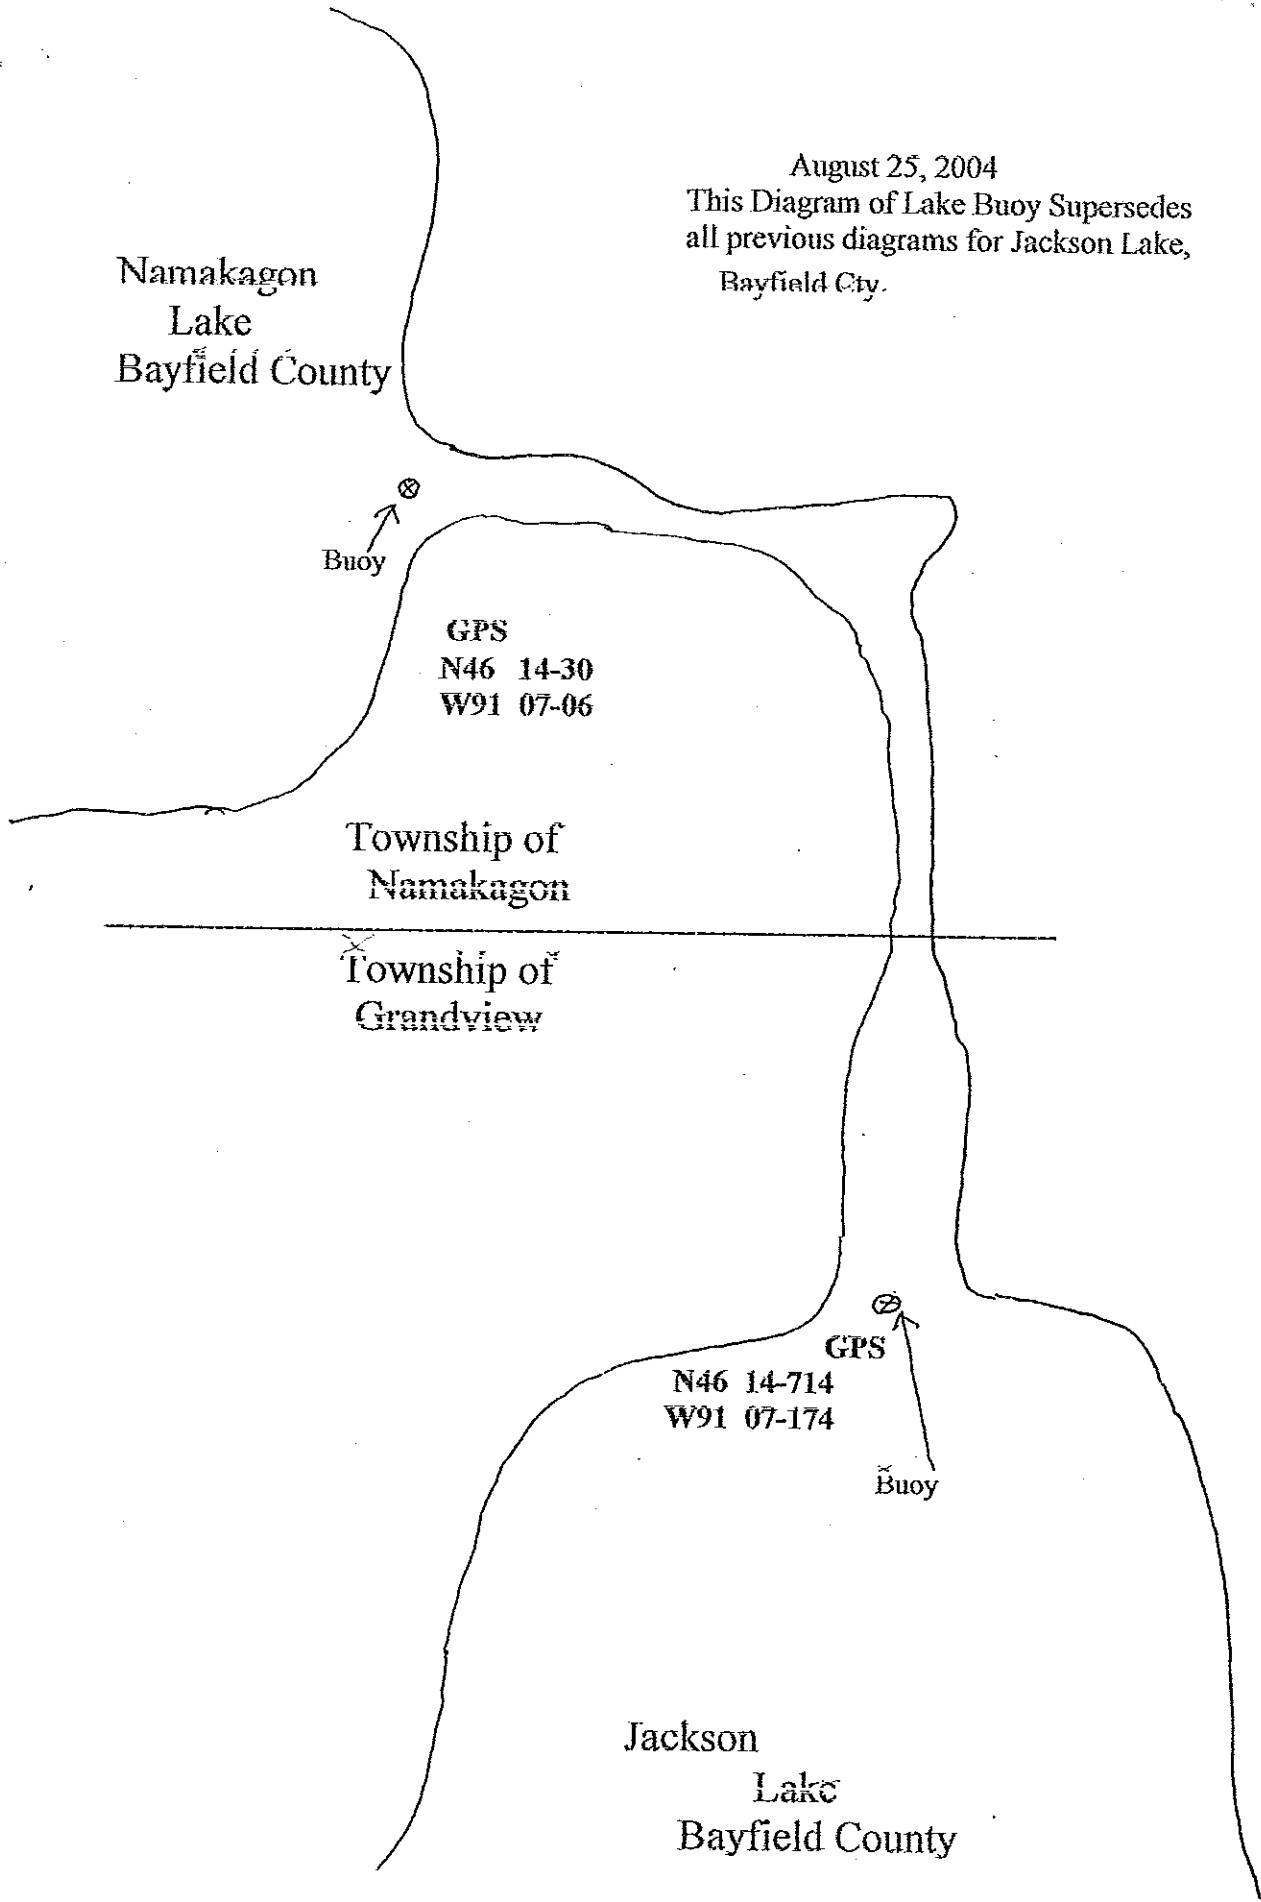 August 25, 2004
This Diagram of Lake Buoy Supersedes
all previous diagrams for Jackson Lake,
Bayfield Cty.
Namakagon
Lake
Bayfield County
Buoy
GPS
N46 14-30
W91 07-06
Township of
Namakagon
Township of
Grandview
GPS
N46 14-714
W91 07-174
Buoy
Jackson
Lake
Bayfield County